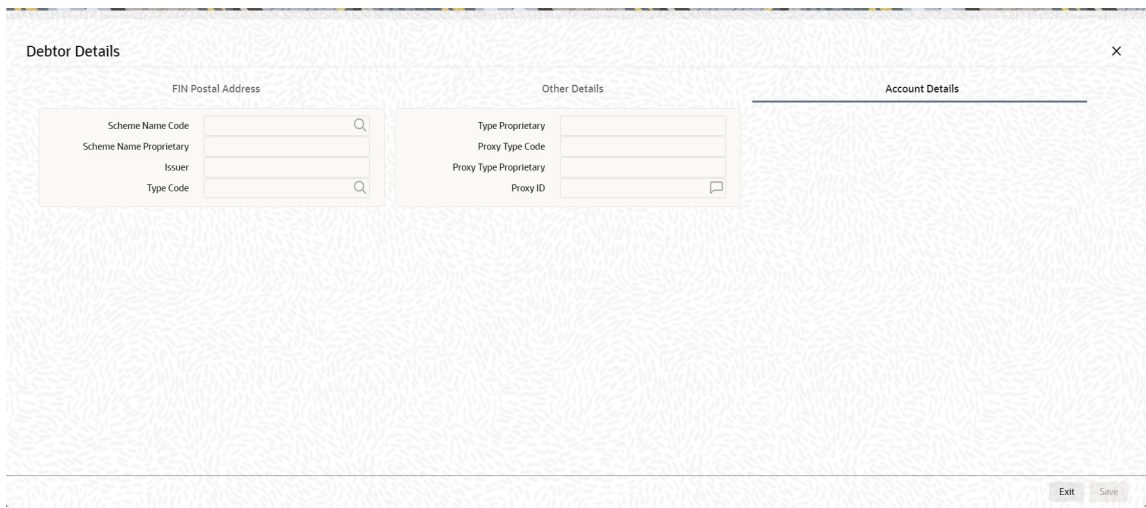 Debtor Details
FIN Postal Address
Other Details
Account Details
Scheme Name Code
Scheme Name Proprietary
Issuer
Type Code
Type Proprietary
Proxy Type Code
Proxy Type Proprietary
Proxy ID
Exit
Save